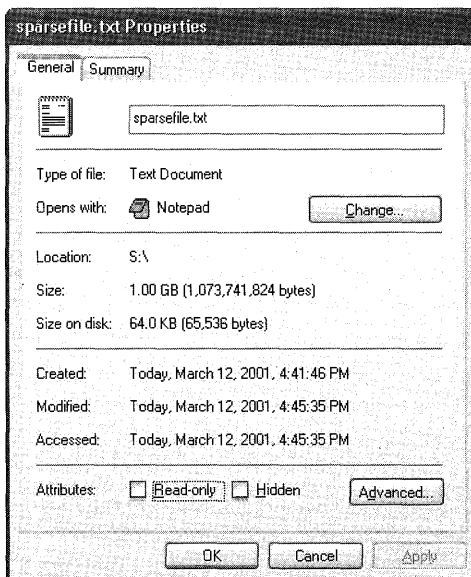 sparsefile.txt Properties
General Summary
sparsefile.txt
Type of file: Text Document
Opens with: Notepad Change...
Location: S:\
Size: 1.00 GB (1,073,741,824 bytes)
Size on disk: 64.0 KB (65,536 bytes)
Created: Today, March 12, 2001, 4:41:46 PM
Modified: Today, March 12, 2001, 4:45:35 PM
Accessed: Today, March 12, 2001, 4:45:35 PM
Attributes: Read-only Hidden Advanced...
OK Cancel Apply